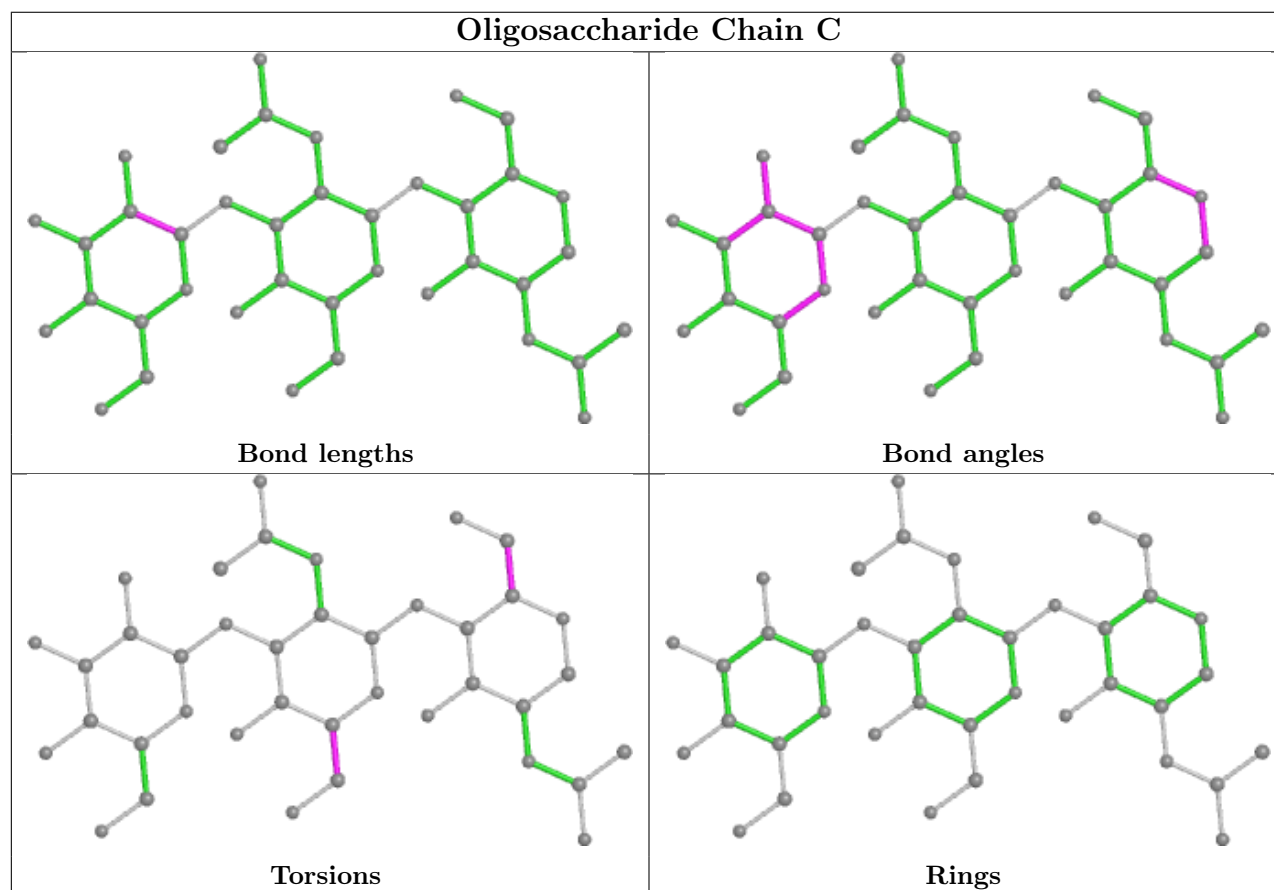 Oligosaccharide Chain C
Bond lengths
Bond angles
Torsions
Rings